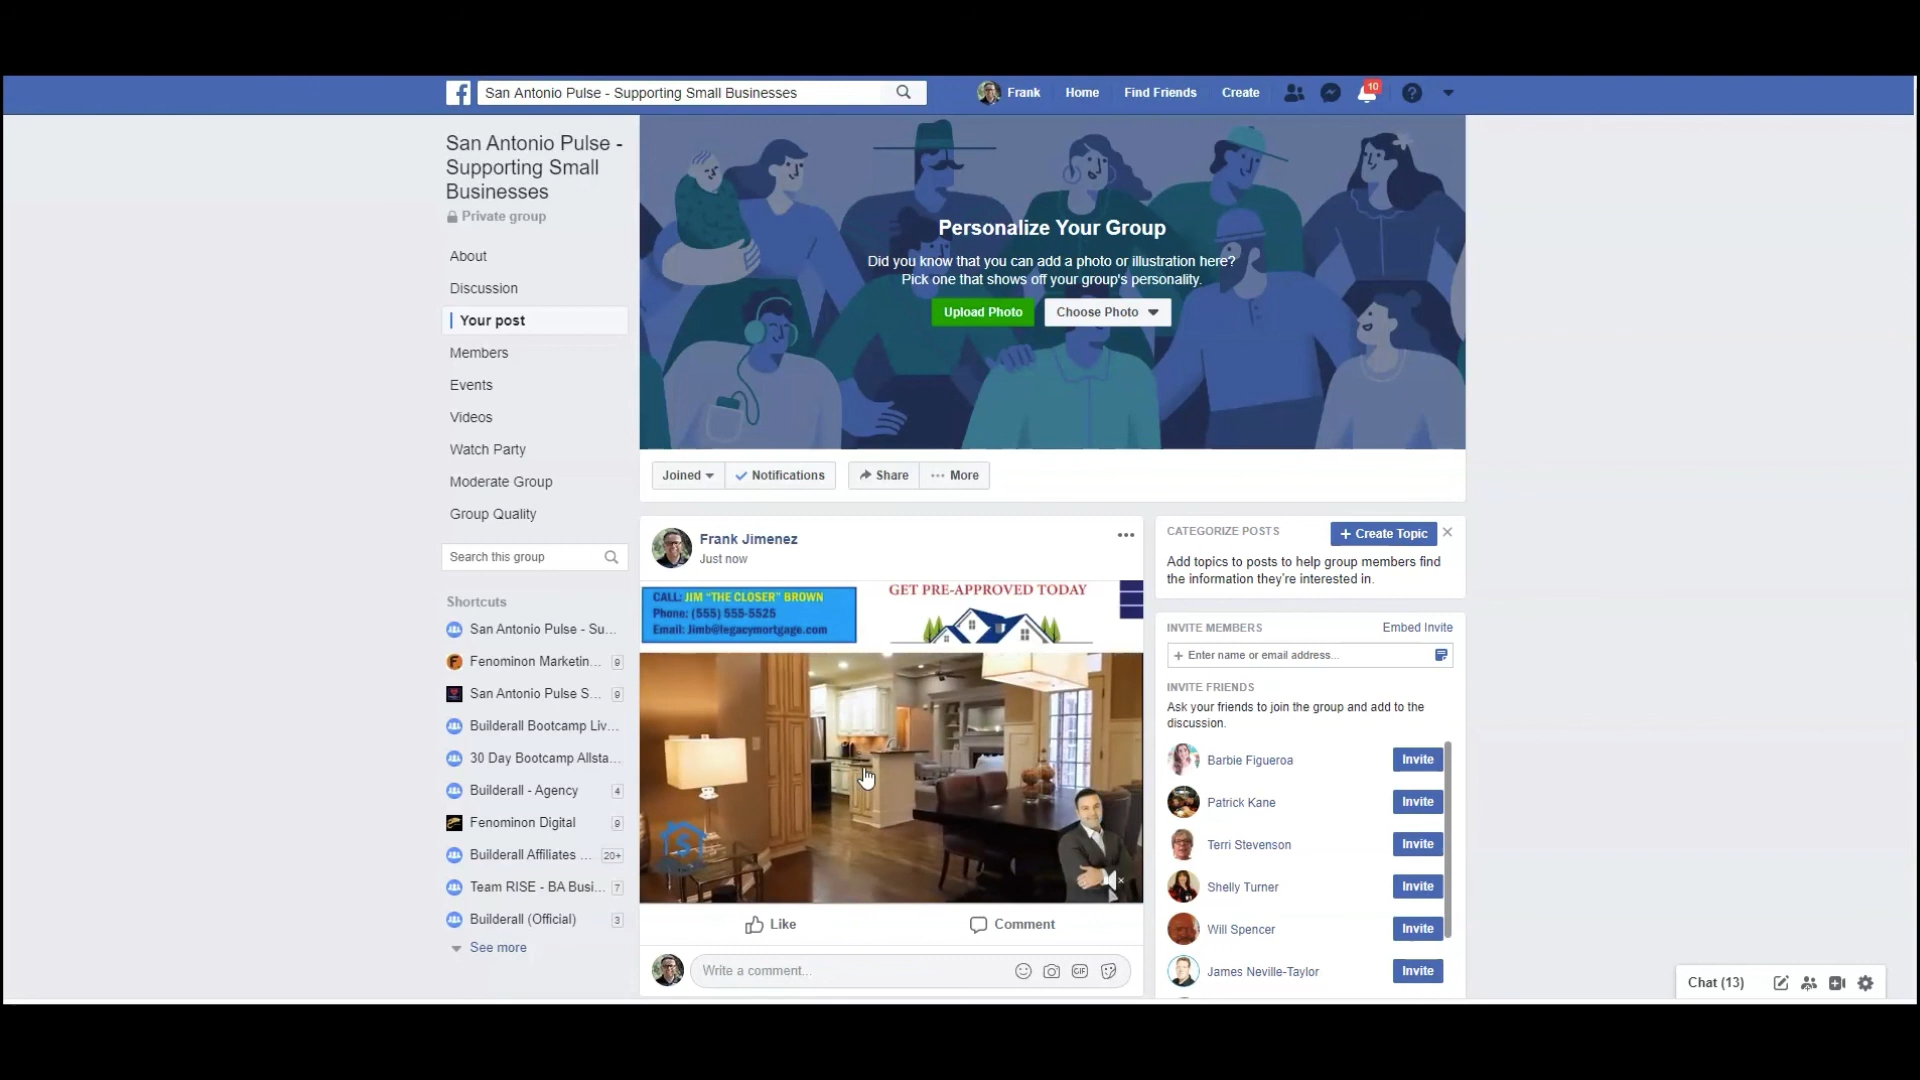 San Antonio Pulse - Supporting Small Businesses
Frank
Home
Find Friends
Create
10
San Antonio Pulse -
Supporting Small
Businesses
Private group
About
Discussion
Your post
Members
Events
Videos
Watch Party
Moderate Group
Group Quality
Search this group
Shortcuts
San Antonio Pulse - Su...
Fenominon Marketin... 9
San Antonio Pulse S... 9
Builderall Bootcamp Liv...
30 Day Bootcamp Allsta...
Builderall - Agency 4
Fenominon Digital 9
Builderall Affiliates ... 20+
Team RISE - BA Busi... 7
Builderall (Official) 3
See more
Personalize Your Group
Did you know that you can add a photo or illustration here?
Pick one that shows off your group's personality.
Upload Photo
Choose Photo
Joined
Notifications
Share
More
Frank Jimenez
Just now
CALL: JIM "THE CLOSER" BROWN
Phone: (555) 555-5525
Email: Jimb@legacymortgage.com
GET PRE-APPROVED TODAY
Like
Comment
Write a comment...
GIF
CATEGORIZE POSTS
+ Create Topic
Add topics to posts to help group members find
the information they're interested in.
INVITE MEMBERS
Embed Invite
+ Enter name or email address...
INVITE FRIENDS
Ask your friends to join the group and add to the
discussion.
Barbie Figueroa Invite
Patrick Kane Invite
Terri Stevenson Invite
Shelly Turner Invite
Will Spencer Invite
James Neville-Taylor Invite
Chat (13)